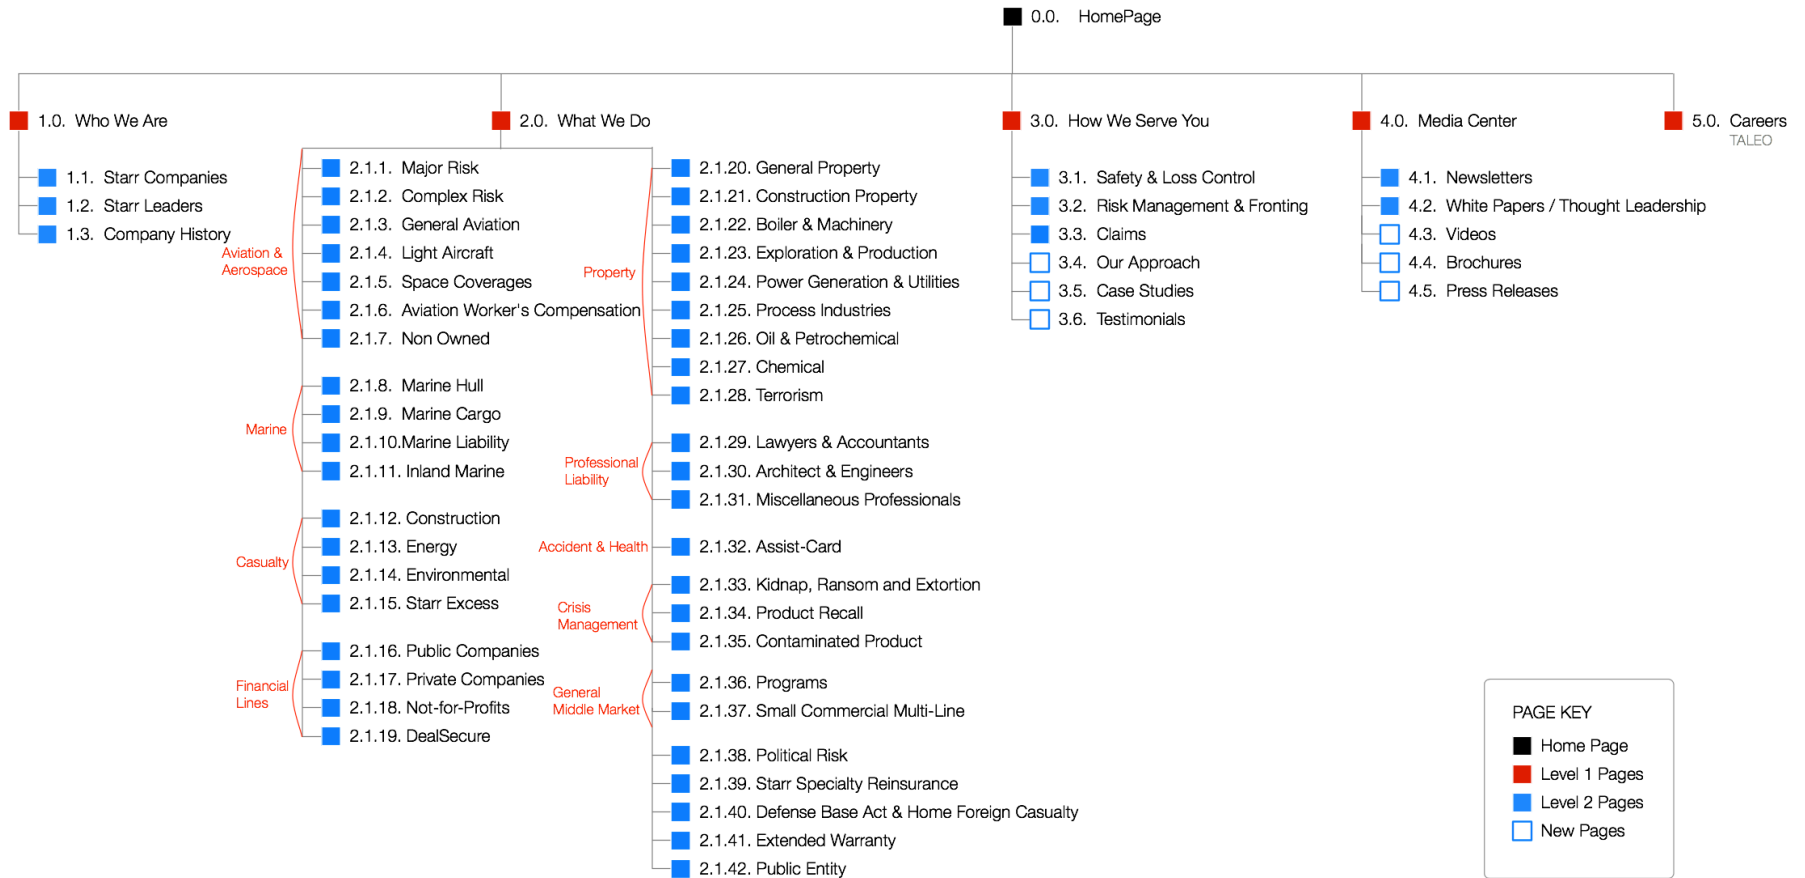 0.0. HomePage
1.0. Who We Are
1.1. Starr Companies
1.2. Starr Leaders
1.3. Company History
2.0. What We Do
Aviation &
Aerospace
2.1.1. Major Risk
2.1.2. Complex Risk
2.1.3. General Aviation
2.1.4. Light Aircraft
2.1.5. Space Coverages
2.1.6. Aviation Worker's Compensation
2.1.7. Non Owned
Marine
2.1.8. Marine Hull
2.1.9. Marine Cargo
2.1.10.Marine Liability
2.1.11. Inland Marine
Casualty
2.1.12. Construction
2.1.13. Energy
2.1.14. Environmental
2.1.15. Starr Excess
Financial
Lines
2.1.16. Public Companies
2.1.17. Private Companies
2.1.18. Not-for-Profits
2.1.19. DealSecure
Property
2.1.20. General Property
2.1.21. Construction Property
2.1.22. Boiler & Machinery
2.1.23. Exploration & Production
2.1.24. Power Generation & Utilities
2.1.25. Process Industries
2.1.26. Oil & Petrochemical
2.1.27. Chemical
2.1.28. Terrorism
Professional
Liability
2.1.29. Lawyers & Accountants
2.1.30. Architect & Engineers
2.1.31. Miscellaneous Professionals
Accident & Health
2.1.32. Assist-Card
Crisis
Management
2.1.33. Kidnap, Ransom and Extortion
2.1.34. Product Recall
2.1.35. Contaminated Product
General
Middle Market
2.1.36. Programs
2.1.37. Small Commercial Multi-Line
2.1.38. Political Risk
2.1.39. Starr Specialty Reinsurance
2.1.40. Defense Base Act & Home Foreign Casualty
2.1.41. Extended Warranty
2.1.42. Public Entity
3.0. How We Serve You
3.1. Safety & Loss Control
3.2. Risk Management & Fronting
3.3. Claims
3.4. Our Approach
3.5. Case Studies
3.6. Testimonials
4.0. Media Center
4.1. Newsletters
4.2. White Papers / Thought Leadership
4.3. Videos
4.4. Brochures
4.5. Press Releases
5.0. Careers
TALEO
PAGE KEY
Home Page
Level 1 Pages
Level 2 Pages
New Pages